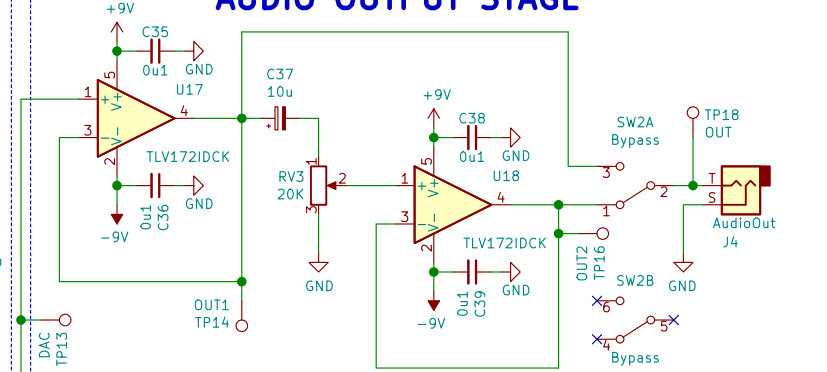 AUDIO OUTPUT STAGE
+9V
C35
0u1
GND
5
U17
1
+
V+
4
3
-
V-
2
TLV172IDCK
0u1
C36
GND
-9V
C37
10u
+
RV3
20K
1
2
3
GND
OUT1
TP14
DAC
TP13
+9V
C38
0u1
GND
5
U18
1
+
V+
4
3
-
V-
2
TLV172IDCK
0u1
C39
GND
-9V
OUT2
TP16
SW2A
Bypass
3
2
1
TP18
OUT
T
S
AudioOut
J4
GND
SW2B
6
5
4
Bypass